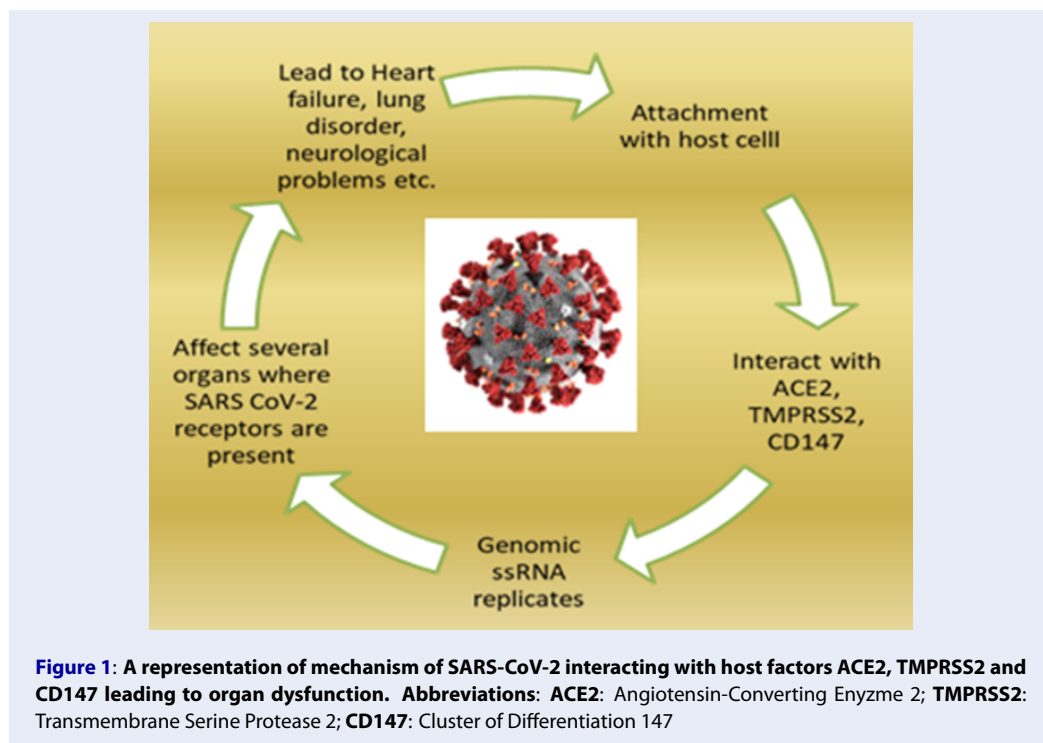 Lead to Heart
failure, lung
disorder,
neurological
problems etc.
Attachment
with host celll
Interact with
ACE2,
TMPRSS2,
CD147
Genomic
ssRNA
replicates
Affect several
organs where
SARS CoV-2
receptors are
present
Figure 1: A representation of mechanism of SARS-CoV-2 interacting with host factors ACE2, TMPRSS2 and
CD147 leading to organ dysfunction. Abbreviations: ACE2: Angiotensin-Converting Enyzme 2; TMPRSS2:
Transmembrane Serine Protease 2; CD147: Cluster of Differentiation 147